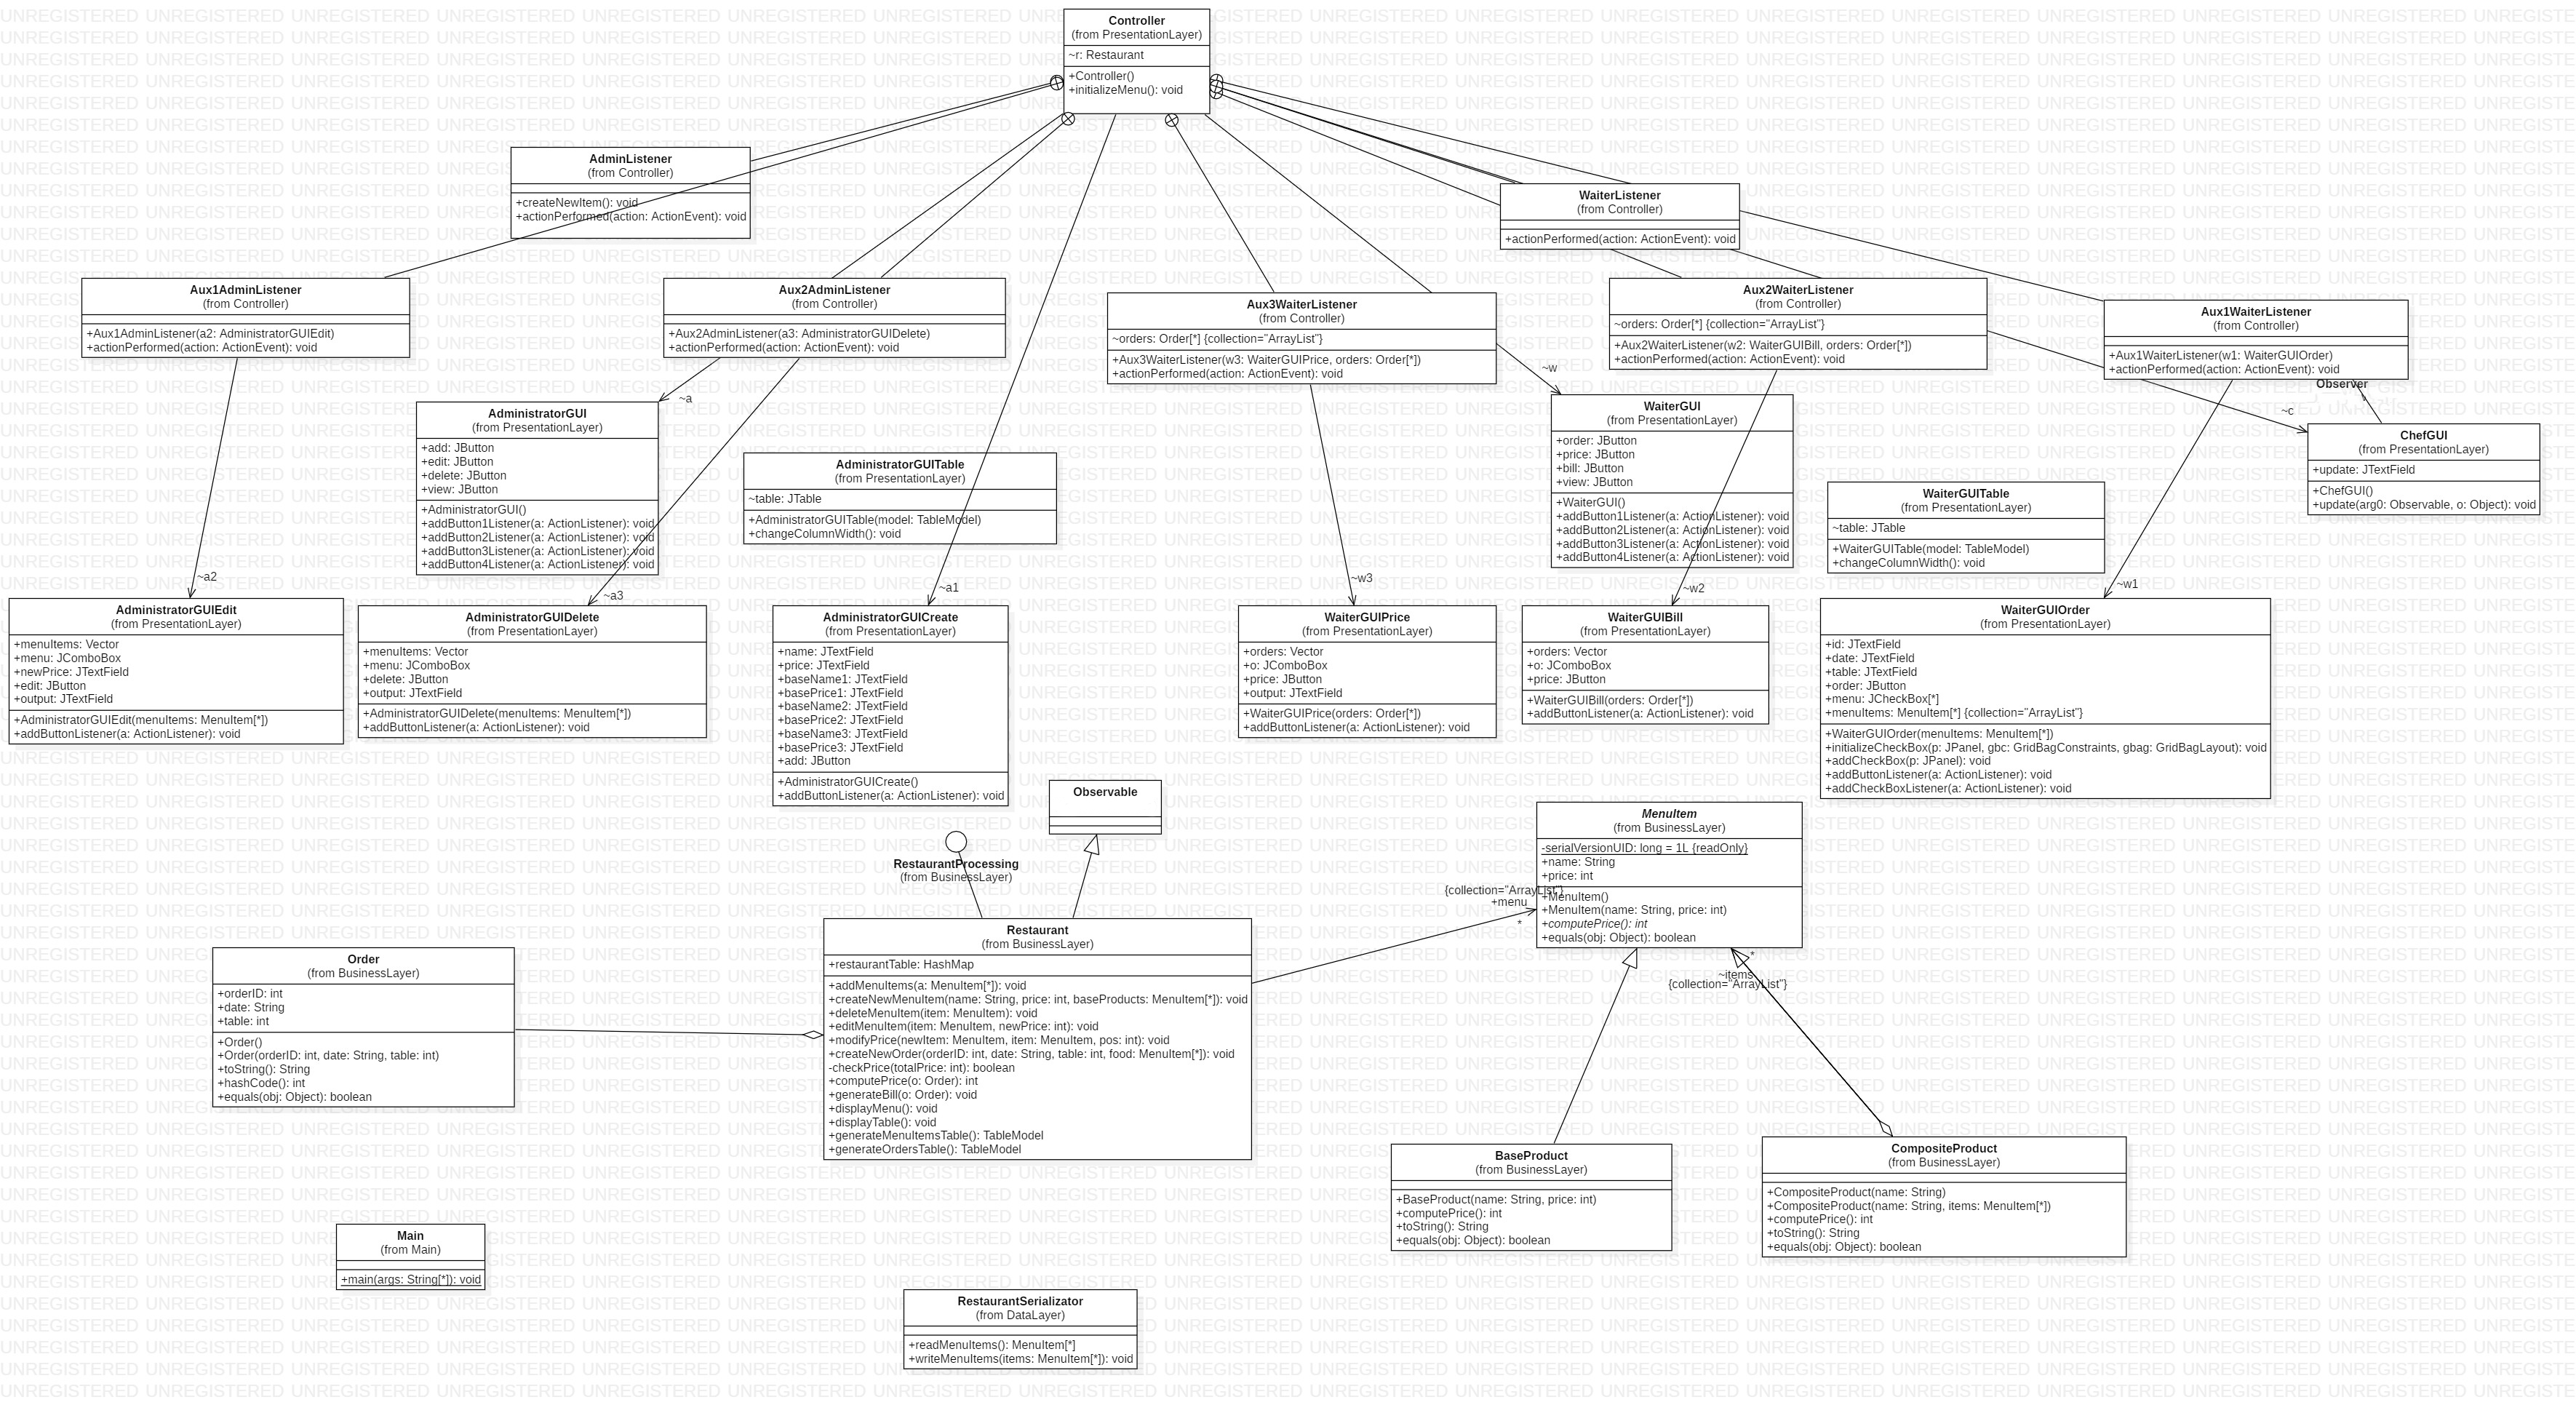 Controller
(from PresentationLayer)
~r: Restaurant
+Controller()
+initializeMenu(): void
AdminListener
(from Controller)
+createNewItem(): void
+actionPerformed(action: ActionEvent): void
WaiterListener
(from Controller)
+actionPerformed(action: ActionEvent): void
Aux1AdminListener
(from Controller)
+Aux1AdminListener(a2: AdministratorGUIEdit)
+actionPerformed(action: ActionEvent): void
Aux2AdminListener
(from Controller)
+Aux2AdminListener(a3: AdministratorGUIDelete)
+actionPerformed(action: ActionEvent): void
Aux3WaiterListener
(from Controller)
~orders: Order[*] {collection="ArrayList"}
+Aux3WaiterListener(w3: WaiterGUIPrice, orders: Order[*])
+actionPerformed(action: ActionEvent): void
Aux2WaiterListener
(from Controller)
~orders: Order[*] {collection="ArrayList"}
+Aux2WaiterListener(w2: WaiterGUIBill, orders: Order[*])
+actionPerformed(action: ActionEvent): void
Aux1WaiterListener
(from Controller)
+Aux1WaiterListener(w1: WaiterGUIOrder)
+actionPerformed(action: ActionEvent): void
Observer
~a
~w
~c
AdministratorGUI
(from PresentationLayer)
+add: JButton
+edit: JButton
+delete: JButton
+view: JButton
+AdministratorGUI()
+addButton1Listener(a: ActionListener): void
+addButton2Listener(a: ActionListener): void
+addButton3Listener(a: ActionListener): void
+addButton4Listener(a: ActionListener): void
AdministratorGUITable
(from PresentationLayer)
~table: JTable
+AdministratorGUITable(model: TableModel)
+changeColumnWidth(): void
WaiterGUI
(from PresentationLayer)
+order: JButton
+price: JButton
+bill: JButton
+view: JButton
+WaiterGUI()
+addButton1Listener(a: ActionListener): void
+addButton2Listener(a: ActionListener): void
+addButton3Listener(a: ActionListener): void
+addButton4Listener(a: ActionListener): void
WaiterGUITable
(from PresentationLayer)
~table: JTable
+WaiterGUITable(model: TableModel)
+changeColumnWidth(): void
ChefGUI
(from PresentationLayer)
+update: JTextField
+ChefGUI()
+update(arg0: Observable, o: Object): void
~a2
~a3
~a1
~w3
~w2
~w1
AdministratorGUIEdit
(from PresentationLayer)
+menuItems: Vector
+menu: JComboBox
+newPrice: JTextField
+edit: JButton
+output: JTextField
+AdministratorGUIEdit(menuItems: MenuItem[*])
+addButtonListener(a: ActionListener): void
AdministratorGUIDelete
(from PresentationLayer)
+menuItems: Vector
+menu: JComboBox
+delete: JButton
+output: JTextField
+AdministratorGUIDelete(menuItems: MenuItem[*])
+addButtonListener(a: ActionListener): void
AdministratorGUICreate
(from PresentationLayer)
+name: JTextField
+price: JTextField
+baseName1: JTextField
+basePrice1: JTextField
+baseName2: JTextField
+basePrice2: JTextField
+baseName3: JTextField
+basePrice3: JTextField
+add: JButton
+AdministratorGUICreate()
+addButtonListener(a: ActionListener): void
WaiterGUIPrice
(from PresentationLayer)
+orders: Vector
+o: JComboBox
+price: JButton
+output: JTextField
+WaiterGUIPrice(orders: Order[*])
+addButtonListener(a: ActionListener): void
WaiterGUIBill
(from PresentationLayer)
+orders: Vector
+o: JComboBox
+price: JButton
+WaiterGUIBill(orders: Order[*])
+addButtonListener(a: ActionListener): void
WaiterGUIOrder
(from PresentationLayer)
+id: JTextField
+date: JTextField
+table: JTextField
+order: JButton
+menu: JCheckBox[*]
+menuItems: MenuItem[*] {collection="ArrayList"}
+WaiterGUIOrder(menuItems: MenuItem[*])
+initializeCheckBox(p: JPanel, gbc: GridBagConstraints, gbag: GridBagLayout): void
+addCheckBox(p: JPanel): void
+addButtonListener(a: ActionListener): void
+addCheckBoxListener(a: ActionListener): void
Observable
RestaurantProcessing
(from BusinessLayer)
MenuItem
(from BusinessLayer)
-serialVersionUID: long = 1L {readOnly}
+name: String
+price: int
+MenuItem()
+MenuItem(name: String, price: int)
+computePrice(): int
+equals(obj: Object): boolean
{collection="ArrayList"}
+menu
*
Restaurant
(from BusinessLayer)
+restaurantTable: HashMap
+addMenuItems(a: MenuItem[*]): void
+createNewMenuItem(name: String, price: int, baseProducts: MenuItem[*]): void
+deleteMenuItem(item: MenuItem): void
+editMenuItem(item: MenuItem, newPrice: int): void
+modifyPrice(newItem: MenuItem, item: MenuItem, pos: int): void
+createNewOrder(orderID: int, date: String, table: int, food: MenuItem[*]): void
-checkPrice(totalPrice: int): boolean
+computePrice(o: Order): int
+generateBill(o: Order): void
+displayMenu(): void
+displayTable(): void
+generateMenuItemsTable(): TableModel
+generateOrdersTable(): TableModel
Order
(from BusinessLayer)
+orderID: int
+date: String
+table: int
+Order()
+Order(orderID: int, date: String, table: int)
+toString(): String
+hashCode(): int
+equals(obj: Object): boolean
*
~items
{collection="ArrayList"}
BaseProduct
(from BusinessLayer)
+BaseProduct(name: String, price: int)
+computePrice(): int
+toString(): String
+equals(obj: Object): boolean
CompositeProduct
(from BusinessLayer)
+CompositeProduct(name: String)
+CompositeProduct(name: String, items: MenuItem[*])
+computePrice(): int
+toString(): String
+equals(obj: Object): boolean
Main
(from Main)
+main(args: String[*]): void
RestaurantSerializator
(from DataLayer)
+readMenuItems(): MenuItem[*]
+writeMenuItems(items: MenuItem[*]): void
UNREGISTERED